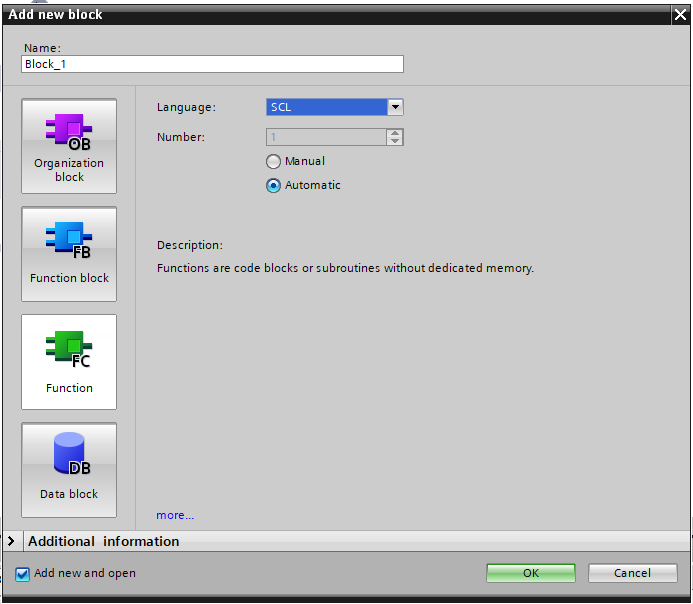 Add new block
Name:
Block_1
OB
Organization
block
FB
Function block
FC
Function
DB
Data block
Language:
SCL
Number:
1
Manual
Automatic
Description:
Functions are code blocks or subroutines without dedicated memory.
more...
Additional information
Add new and open
OK
Cancel